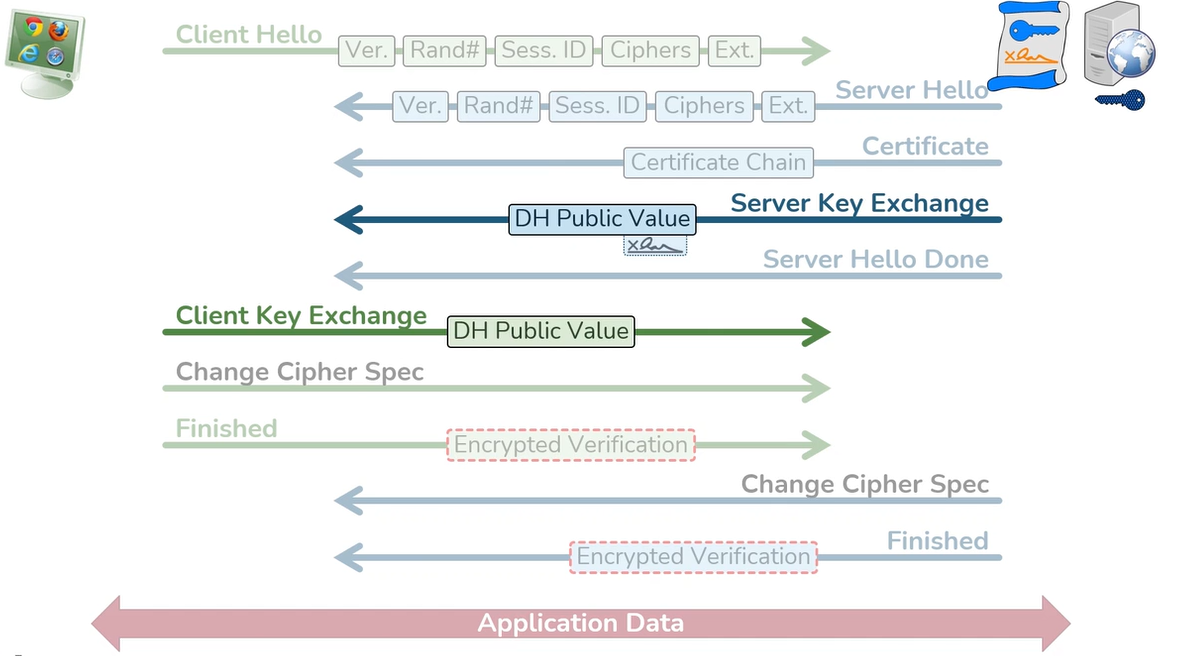 Client Hello
Ver. Rand# Sess. ID Ciphers Ext.
Server Hello
Ver. Rand# Sess. ID Ciphers Ext.
Certificate
Certificate Chain
Server Key Exchange
DH Public Value
Server Hello Done
Client Key Exchange
DH Public Value
Change Cipher Spec
Finished
Encrypted Verification
Change Cipher Spec
Finished
Encrypted Verification
Application Data